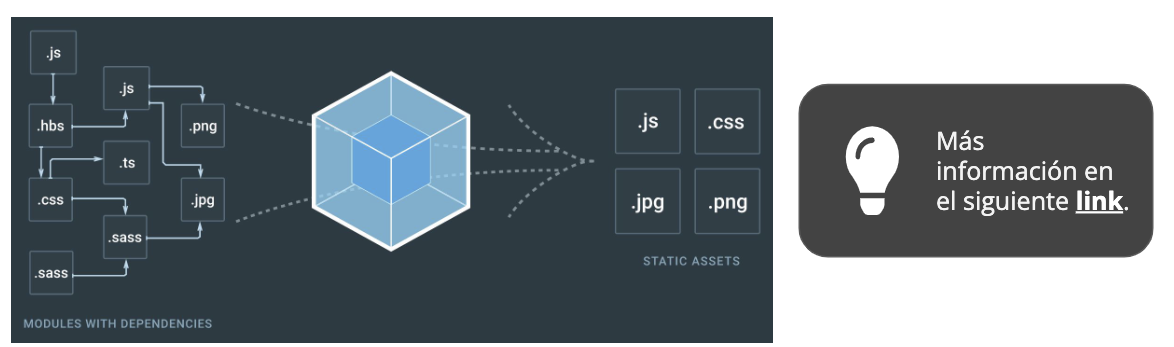 .js
.js
.hbs
.png
.ts
.css
.jpg
.sass
.sass
MODULES WITH DEPENDENCIES
.js
.css
.jpg
.png
STATIC ASSETS
Más
información en
el siguiente link.